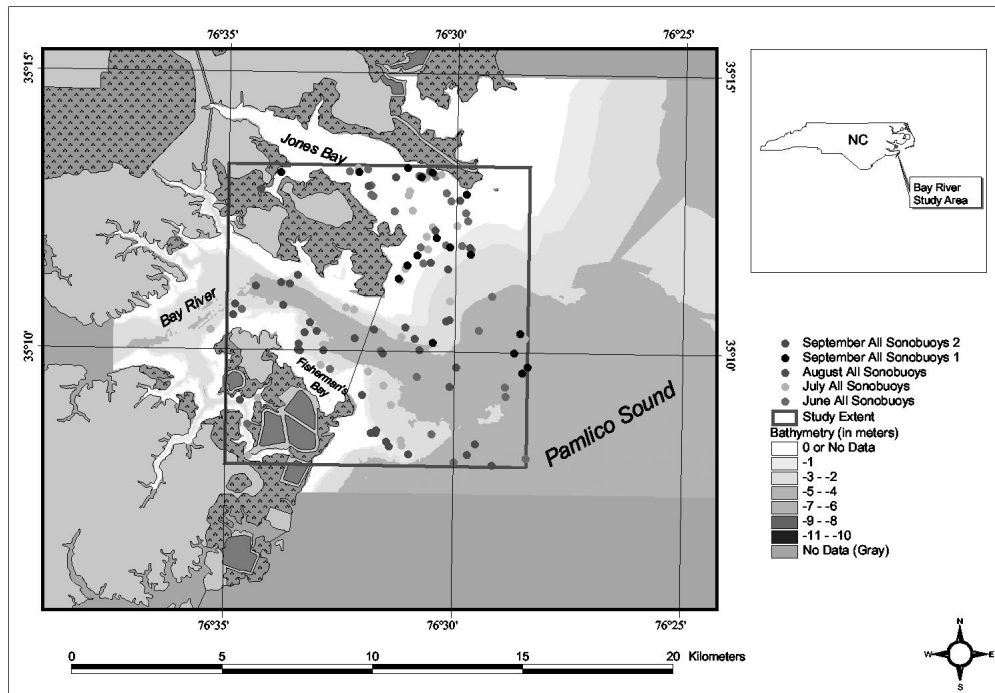 76°35' 76°30' 76°25'
35°15'
35°15'
Jones Bay
Bay River
Fisherman's
Bay
Pamlico Sound
35°10'
35°10'
76°35' 76°30' 76°25'
0 5 10 15 20 Kilometers
NC
Bay River
Study Area
September All Sonobuoys 2
September All Sonobuoys 1
August All Sonobuoys
July All Sonobuoys
June All Sonobuoys
Study Extent
Bathymetry (in meters)
0 or No Data
-1
-3 - -2
-5 - -4
-7 - -6
-9 - -8
-11 - -10
No Data (Gray)
N
W E
S